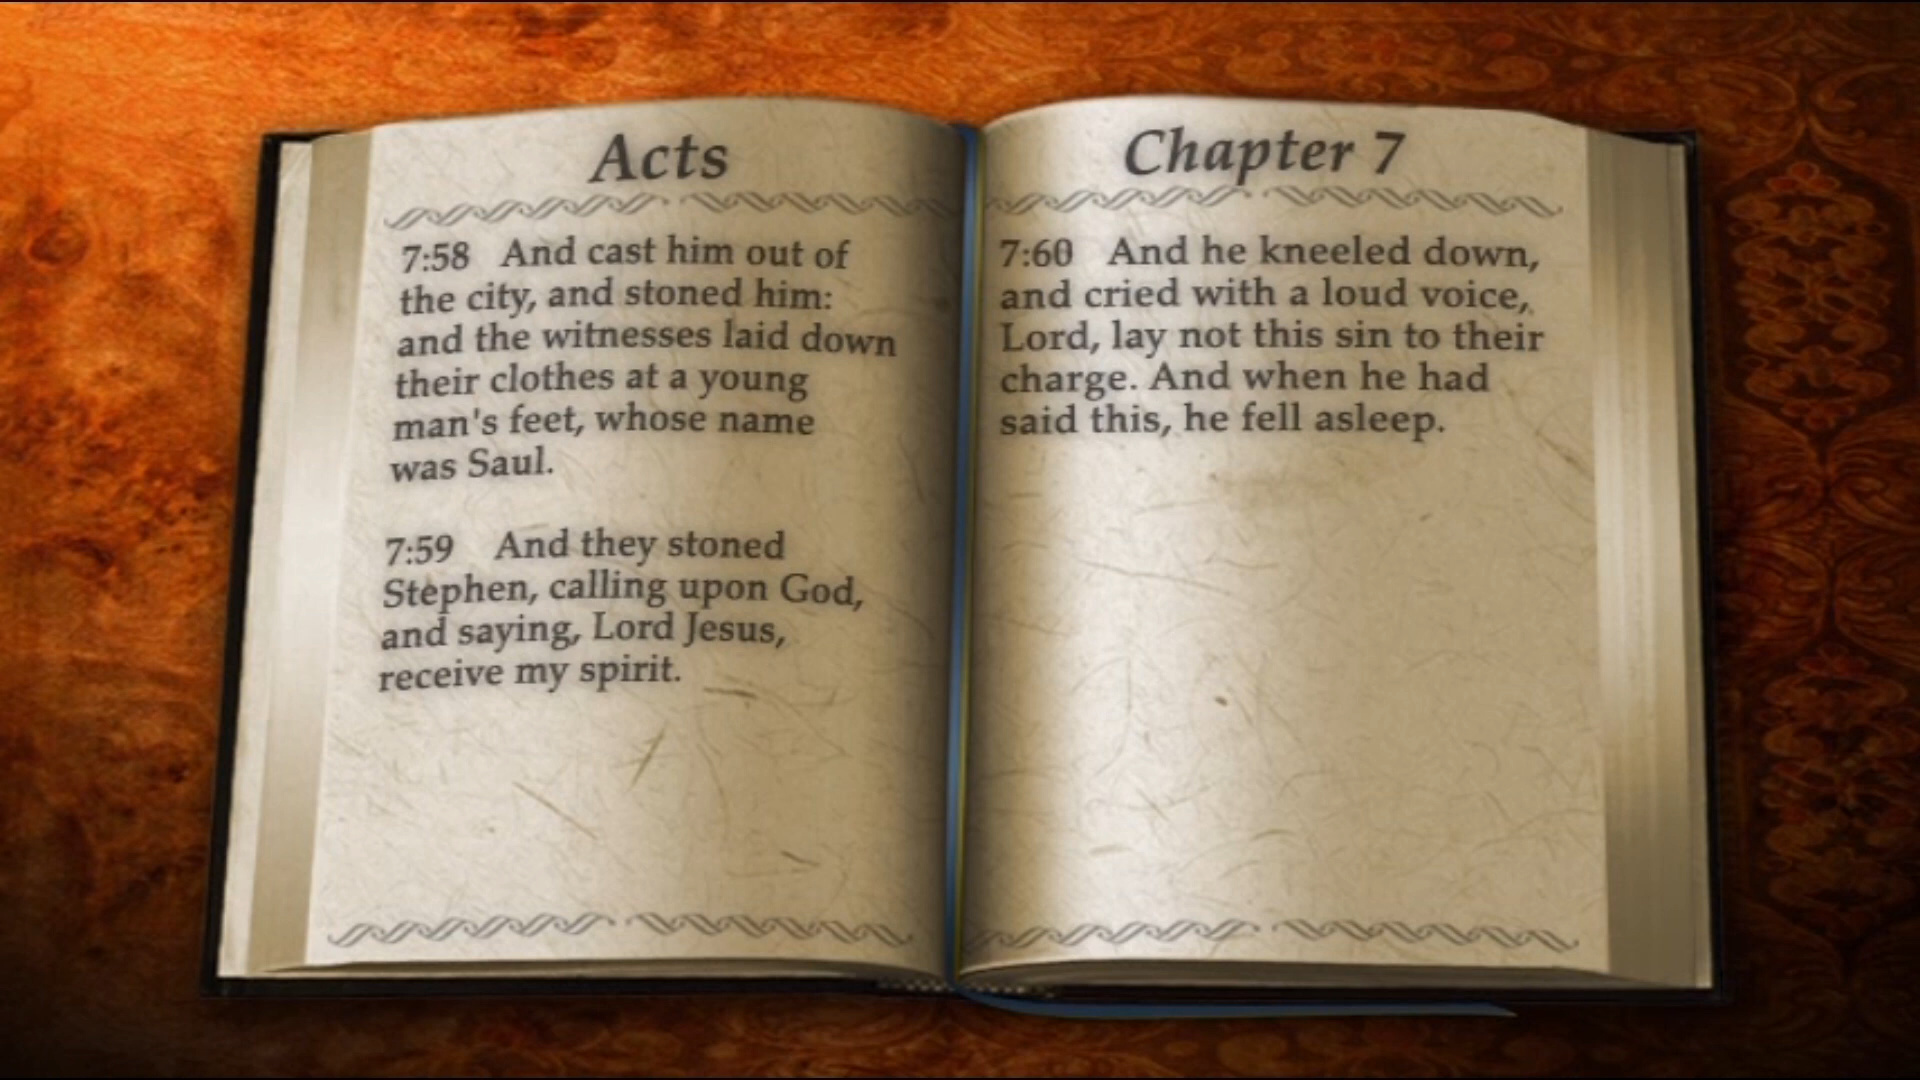 Acts
7:58 And cast him out of
the city, and stoned him:
and the witnesses laid down
their clothes at a young
man's feet, whose name
was Saul.
7:59 And they stoned
Stephen, calling upon God,
and saying, Lord Jesus,
receive my spirit.
Chapter 7
7:60 And he kneeled down,
and cried with a loud voice,
Lord, lay not this sin to their
charge. And when he had
said this, he fell asleep.